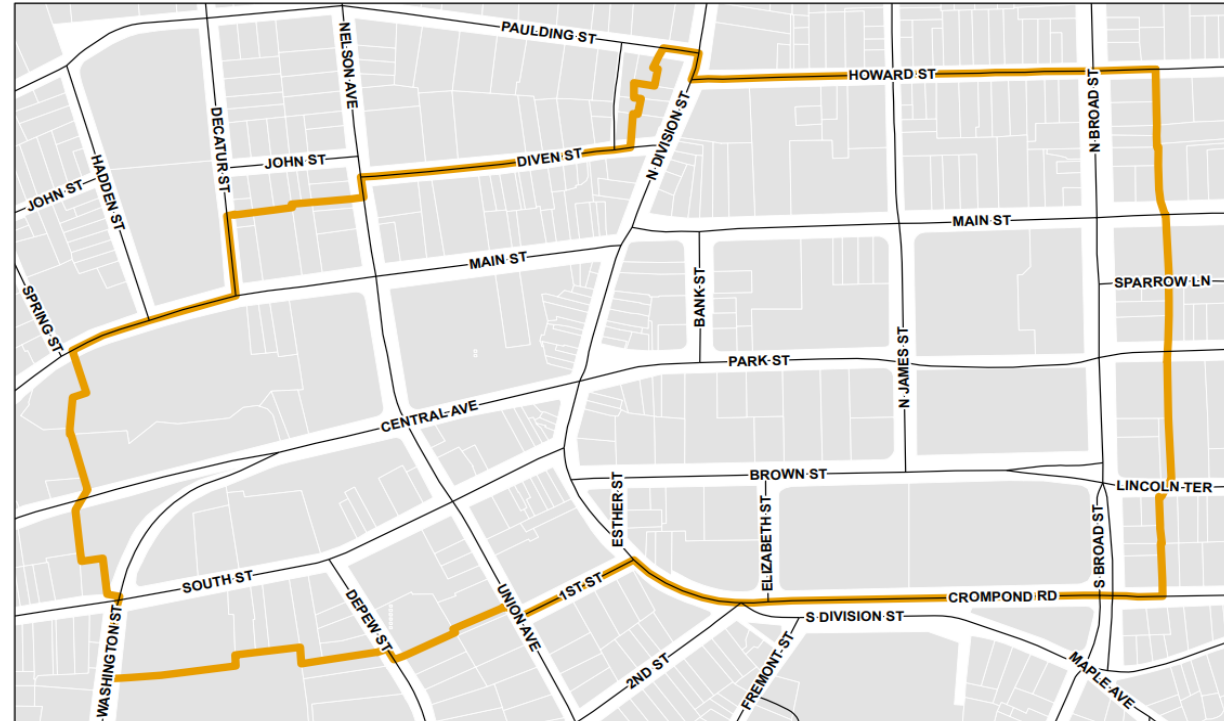 PAULDING ST
NELSON AVE
HOWARD ST
N BROAD ST
DECATUR ST
N DIVISION ST
JOHN ST
DIVEN ST
HADDEN ST
JOHN ST
MAIN ST
MAIN ST
SPRING ST
BANK ST
SPARROW LN
N JAMES ST
PARK ST
CENTRAL AVE
BROWN ST
LINCOLN TER
ESTHER ST
ELIZABETH ST
S BROAD ST
SOUTH ST
1ST ST
UNION AVE
DEPEW ST
CROMPOND RD
S DIVISION ST
WASHINGTON ST
2ND ST
FREMONT ST
MAPLE AVE